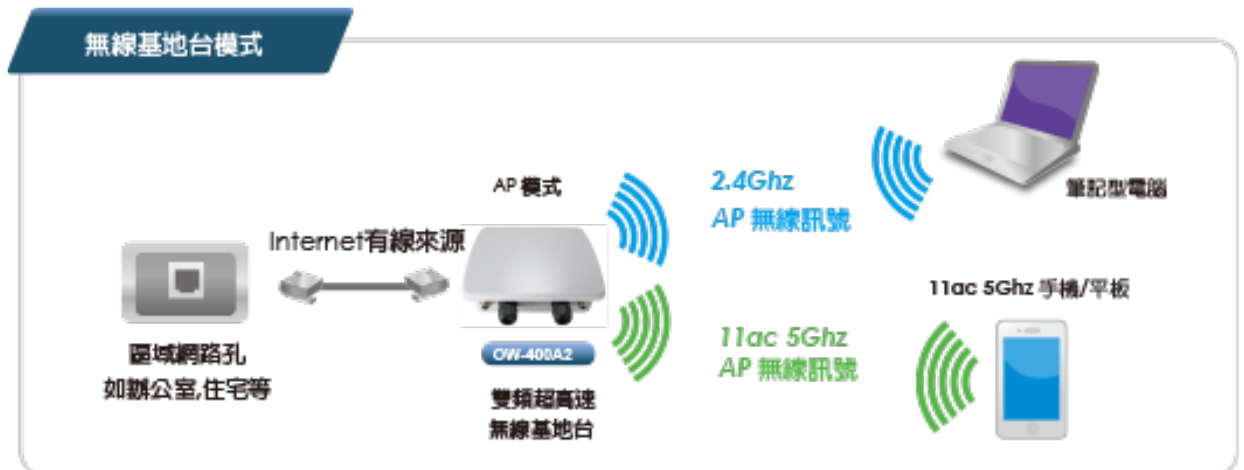 無線基地台模式
AP 模式
Internet有線來源
2.4Ghz
AP 無線訊號
筆記型電腦
區域網路孔
如辦公室,住宅等
OW-400A2
雙頻超高速
無線基地台
11ac 5Ghz
AP 無線訊號
11ac 5Ghz 手機/平板